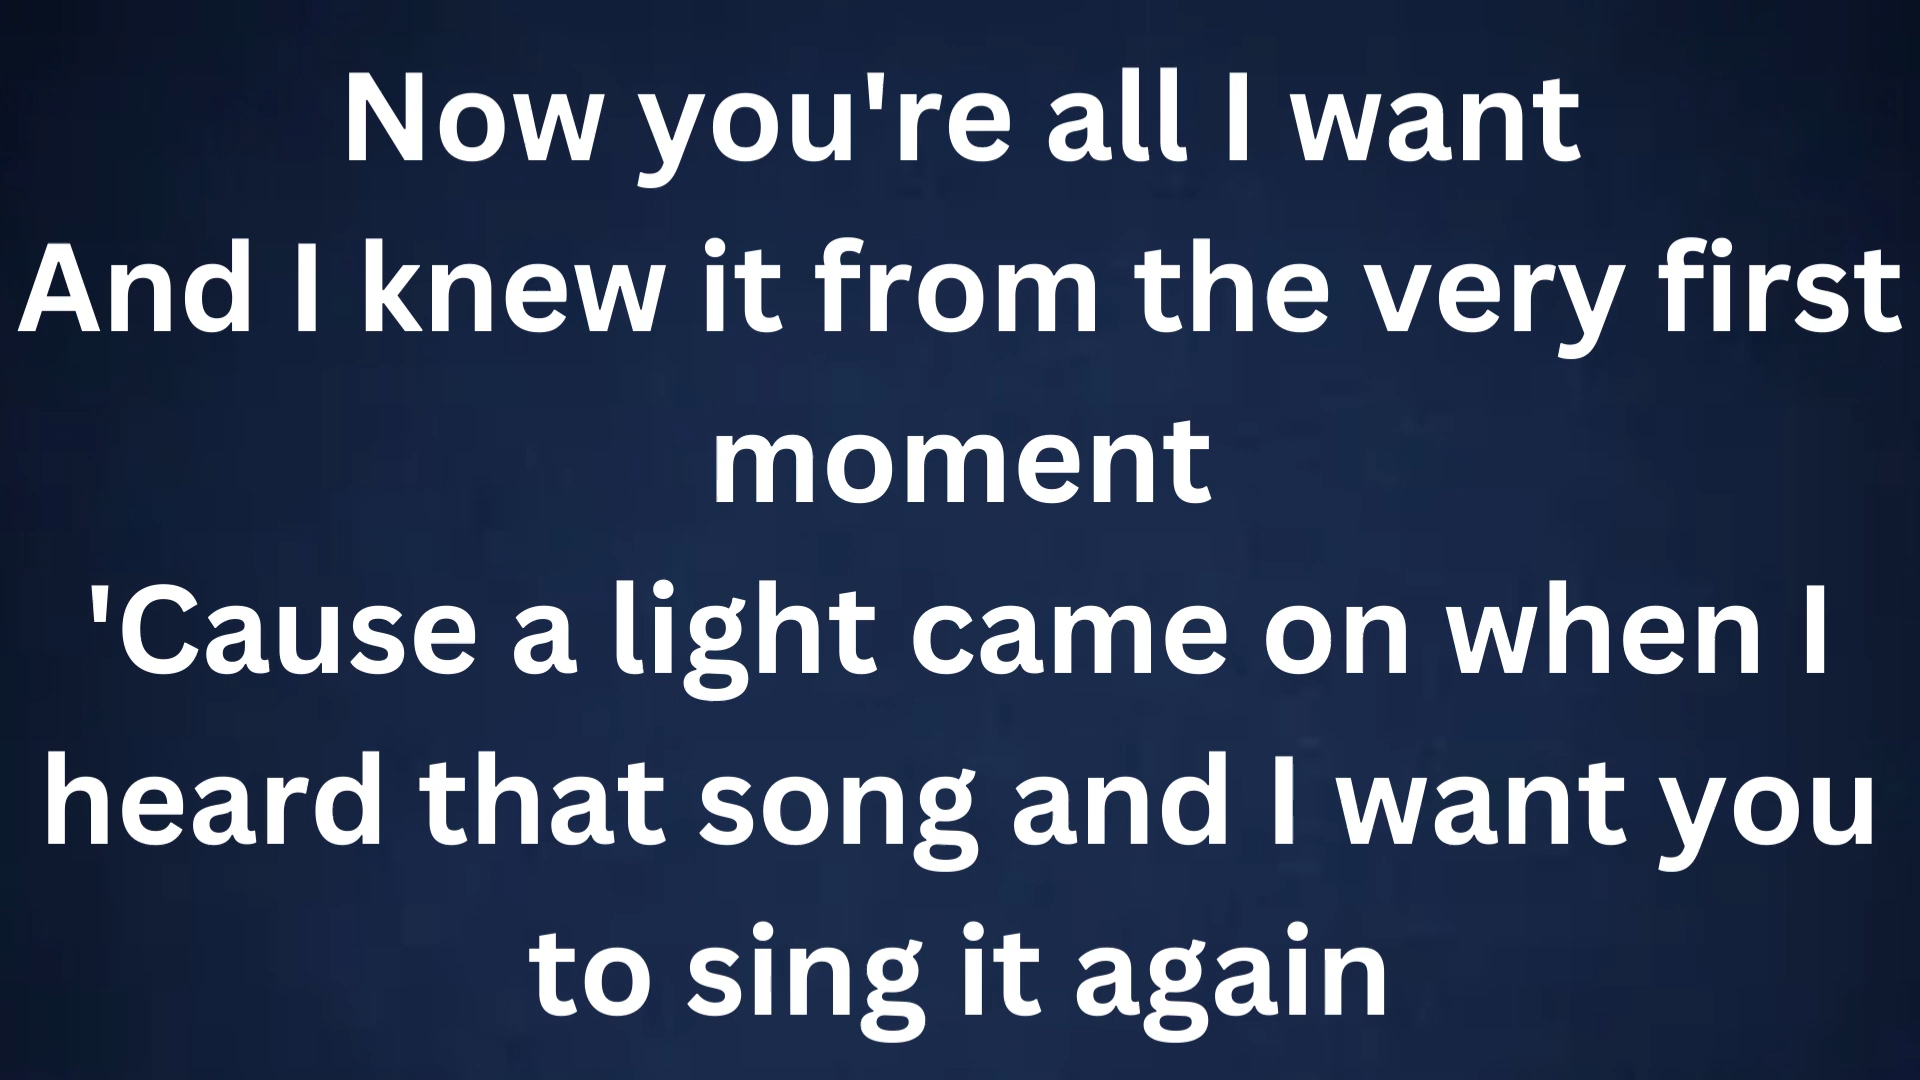 Now you're all I want
And I knew it from the very first
moment
'Cause a light came on when I
heard that song and I want you
to sing it again